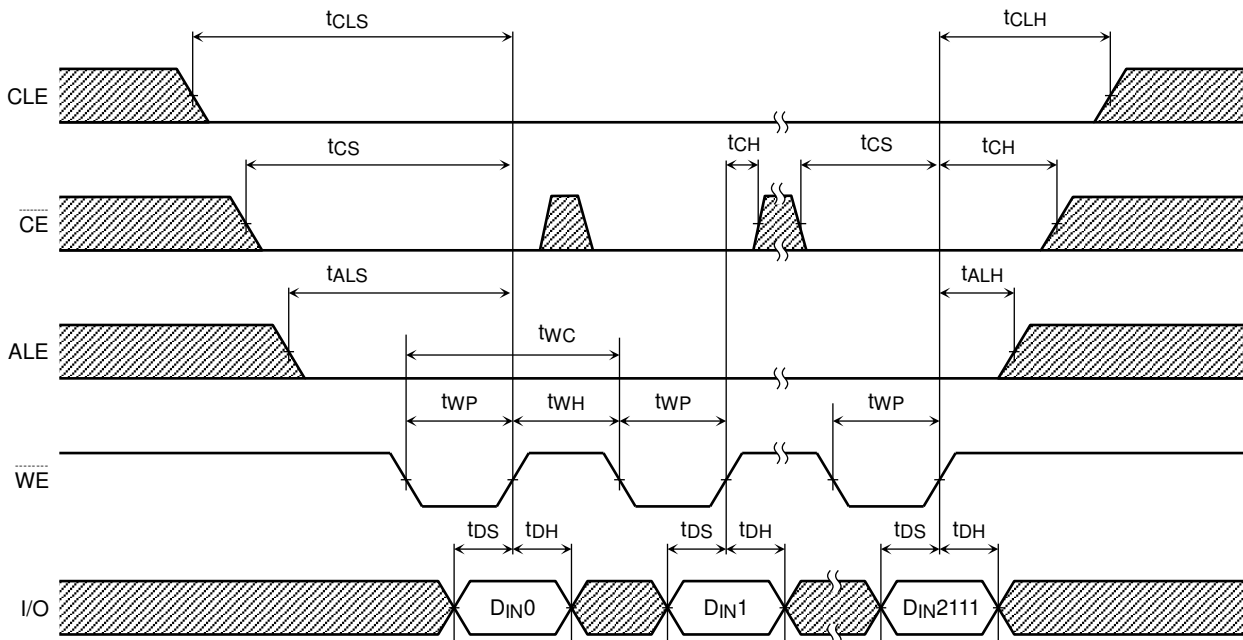 tCLS tCLH
CLE
tCS tCH tCS tCH
CE
tALS tALH
ALE
tWC
tWP tWH tWP tWP
WE
tDS tDH tDS tDH tDS tDH
I/O DIN0 DIN1 DIN2111